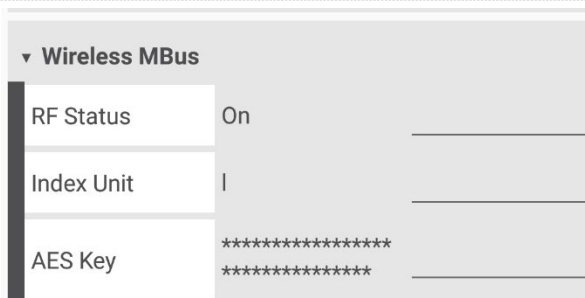 ▾ Wireless MBus
RF Status On
Index Unit l
AES Key *****************
***************